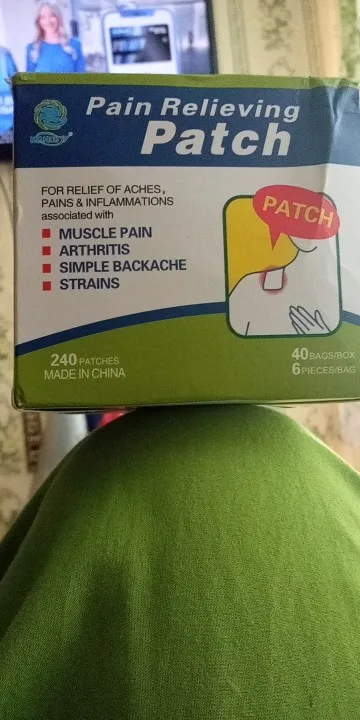 Pain Relieving
Patch
FOR RELIEF OF ACHES,
PAINS & INFLAMMATIONS
associated with
MUSCLE PAIN
ARTHRITIS
SIMPLE BACKACHE
STRAINS
PATCH
240 PATCHES
MADE IN CHINA
40 BAGS/BOX
6 PIECES/BAG